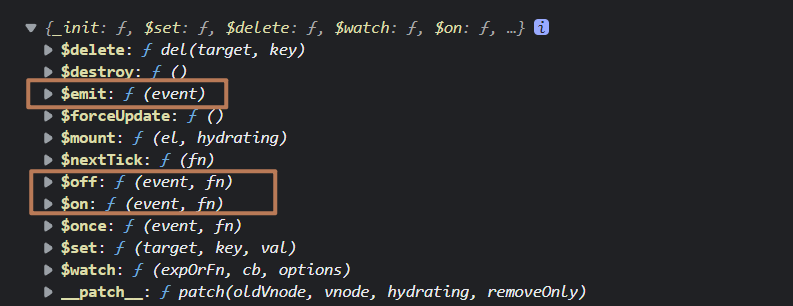 {_init: ƒ, $set: ƒ, $delete: ƒ, $watch: ƒ, $on: ƒ, …} i
$delete: ƒ del(target, key)
$destroy: ƒ ()
$emit: ƒ (event)
$forceUpdate: ƒ ()
$mount: ƒ (el, hydrating)
$nextTick: ƒ (fn)
$off: ƒ (event, fn)
$on: ƒ (event, fn)
$once: ƒ (event, fn)
$set: ƒ (target, key, val)
$watch: ƒ (expOrFn, cb, options)
__patch__: ƒ patch(oldVnode, vnode, hydrating, removeOnly)